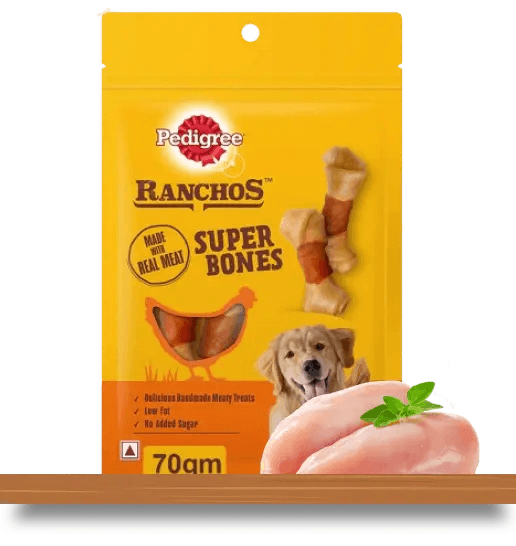 Pedigree
RANCHOS™
MADE
WITH
REAL MEAT
SUPER
BONES
✓ Delicious Handmade Meaty Treats
✓ Low Fat
✓ No Added Sugar
70gm